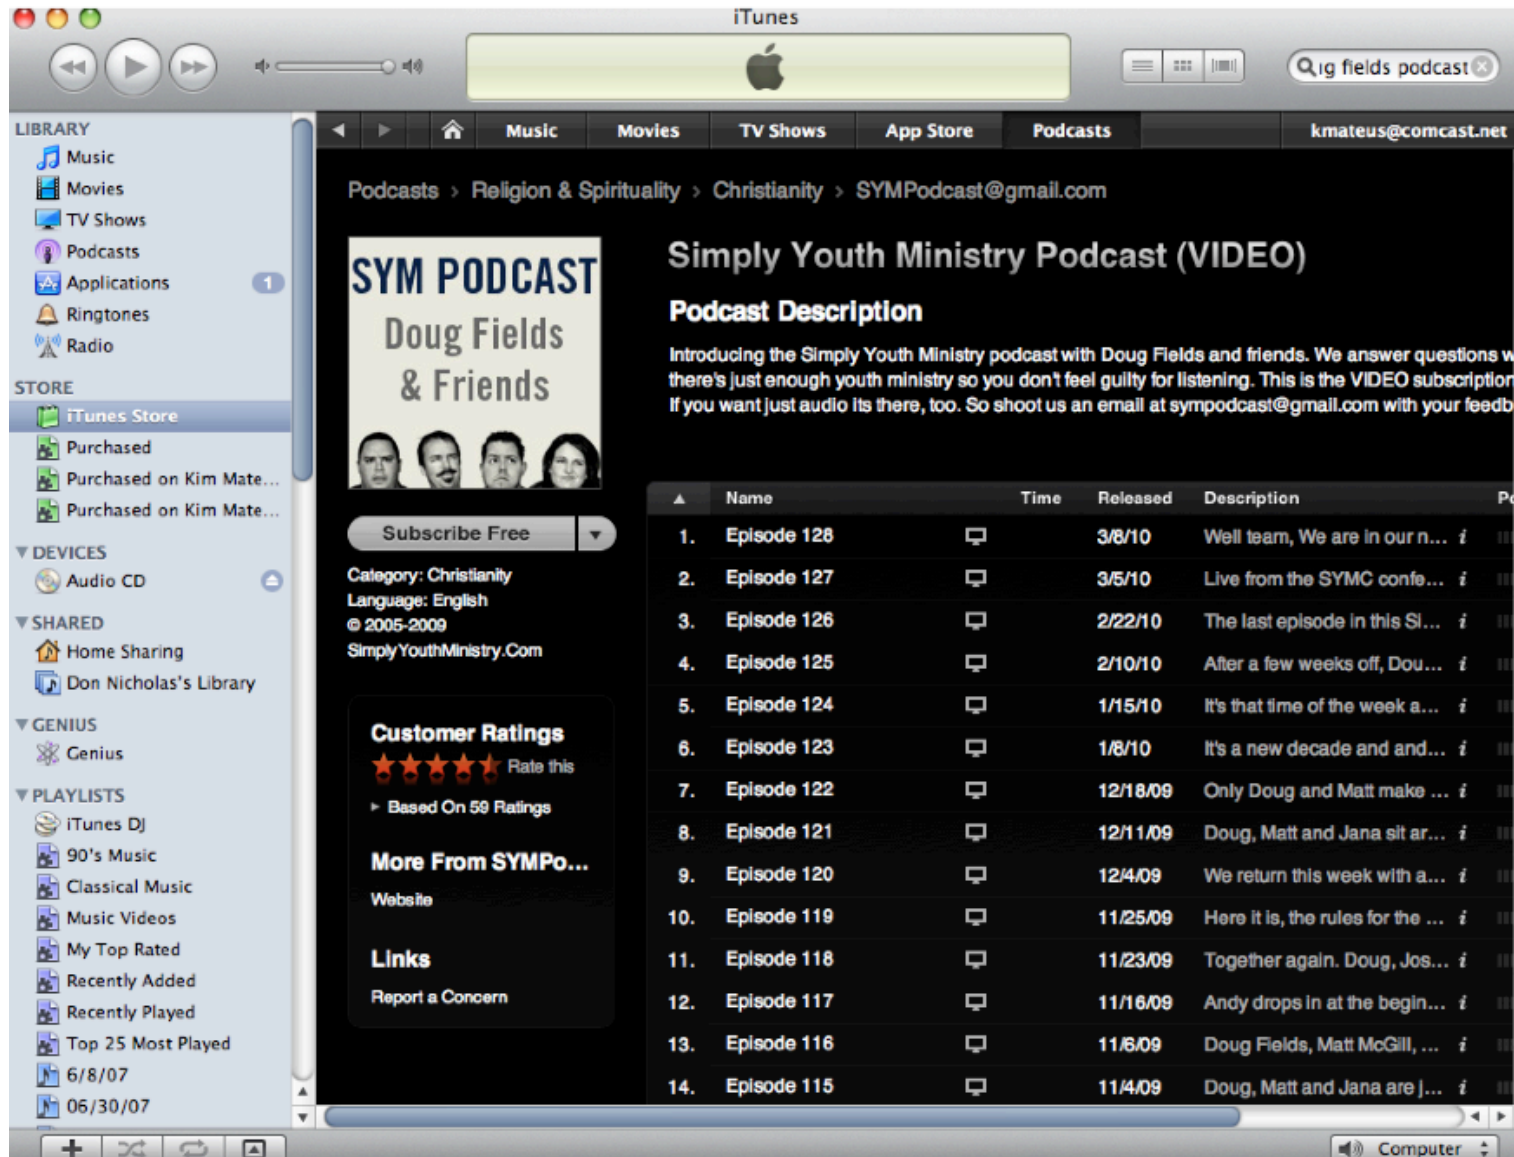 iTunes
ıg fields podcast
LIBRARY
Music
Movies
TV Shows
Podcasts
Applications 1
Ringtones
Radio
STORE
iTunes Store
Purchased
Purchased on Kim Mate...
Purchased on Kim Mate...
DEVICES
Audio CD
SHARED
Home Sharing
Don Nicholas's Library
GENIUS
Genius
PLAYLISTS
iTunes DJ
90's Music
Classical Music
Music Videos
My Top Rated
Recently Added
Recently Played
Top 25 Most Played
6/8/07
06/30/07
Music Movies TV Shows App Store Podcasts kmateus@comcast.net
Podcasts > Religion & Spirituality > Christianity > SYMPodcast@gmail.com
SYM PODCAST
Doug Fields
& Friends
Subscribe Free
Category: Christianity
Language: English
© 2005-2009
SimplyYouthMinistry.Com
Customer Ratings
Rate this
Based On 59 Ratings
More From SYMPo...
Website
Links
Report a Concern
Simply Youth Ministry Podcast (VIDEO)
Podcast Description
Introducing the Simply Youth Ministry podcast with Doug Fields and friends. We answer questions w
there's just enough youth ministry so you don't feel guilty for listening. This is the VIDEO subscription
If you want just audio its there, too. So shoot us an email at sympodcast@gmail.com with your feedb
Name Time Released Description Po
1. Episode 128 3/8/10 Well team, We are in our n... i
2. Episode 127 3/5/10 Live from the SYMC confe... i
3. Episode 126 2/22/10 The last episode in this Si... i
4. Episode 125 2/10/10 After a few weeks off, Dou... i
5. Episode 124 1/15/10 It's that time of the week a... i
6. Episode 123 1/8/10 It's a new decade and and... i
7. Episode 122 12/18/09 Only Doug and Matt make ... i
8. Episode 121 12/11/09 Doug, Matt and Jana sit ar... i
9. Episode 120 12/4/09 We return this week with a... i
10. Episode 119 11/25/09 Here it is, the rules for the ... i
11. Episode 118 11/23/09 Together again. Doug, Jos... i
12. Episode 117 11/16/09 Andy drops in at the begin... i
13. Episode 116 11/6/09 Doug Fields, Matt McGill, ... i
14. Episode 115 11/4/09 Doug, Matt and Jana are j... i
Computer